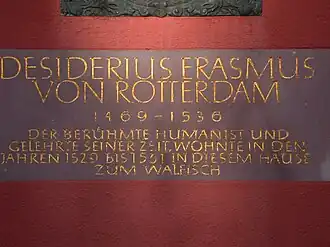 DESIDERIUS ERASMUS
VON ROTTERDAM
1469-1536
DER BERÜHMTE HUMANIST UND
GELEHRTE SEINER ZEIT, WOHNTE IN DEN
JAHREN 1529 BIS 1531 IN DIESEM HAUSE
ZUM WALFISCH